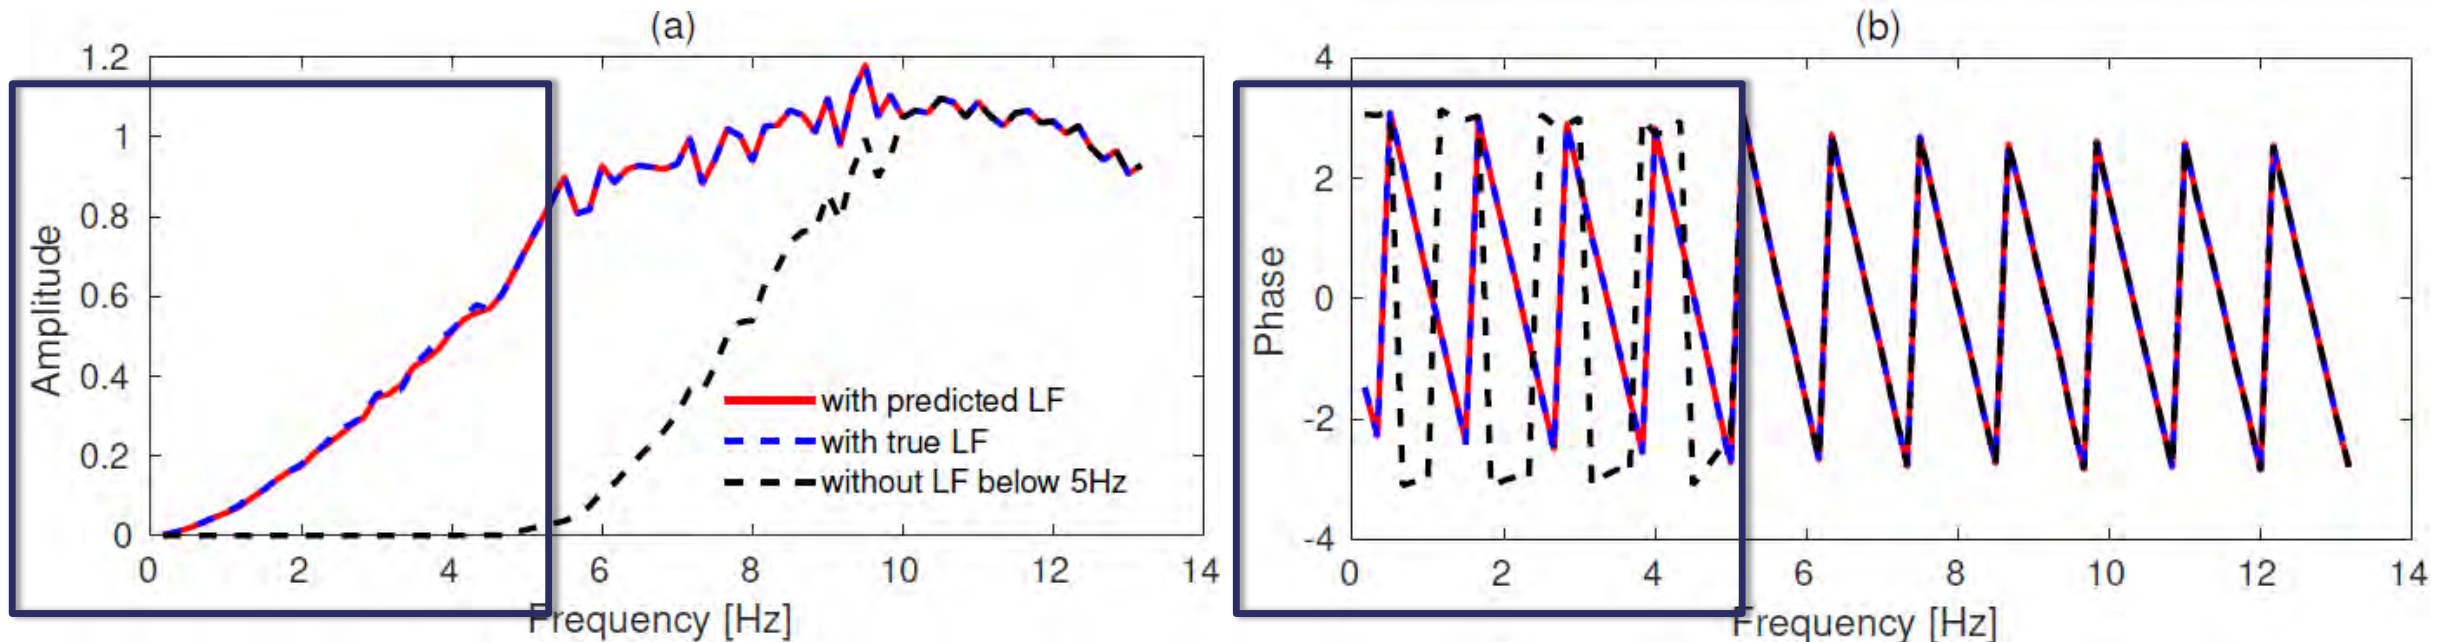 (a)
1.2
1
0.8
0.6
0.4
0.2
0
Amplitude
with predicted LF
with true LF
without LF below 5Hz
0 2 4 6 8 10 12 14
Frequency [Hz]
(b)
4
2
0
-2
-4
Phase
0 2 4 6 8 10 12 14
Frequency [Hz]